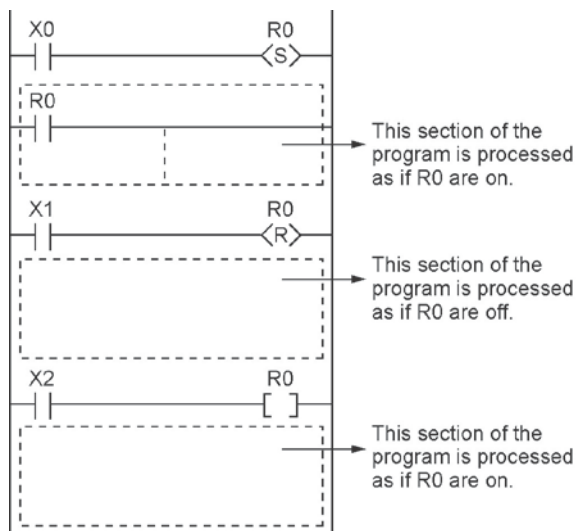 X0 R0
S
R0
This section of the
program is processed
as if R0 are on.
X1 R0
R
This section of the
program is processed
as if R0 are off.
X2 R0
This section of the
program is processed
as if R0 are on.